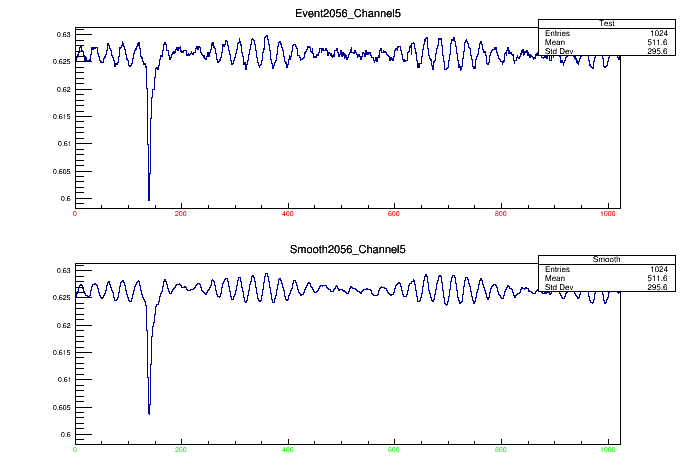 Event2056_Channel5
Test
Entries 1024
Mean 511.6
Std Dev 295.6
0.63
0.625
0.62
0.615
0.61
0.605
0.6
0 200 400 600 800 1000
Smooth2056_Channel5
Smooth
Entries 1024
Mean 511.6
Std Dev 295.6
0.63
0.625
0.62
0.615
0.61
0.605
0.6
0 200 400 600 800 1000